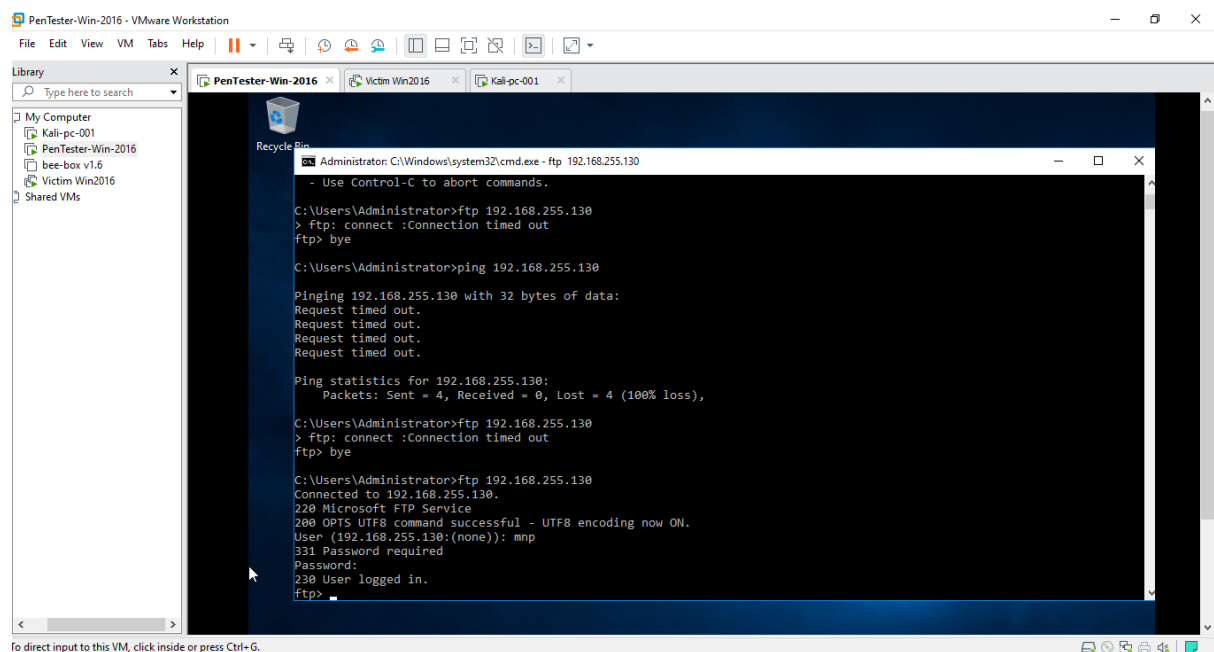 PenTester-Win-2016 - VMware Workstation
File Edit View VM Tabs Help
Library
Type here to search
My Computer
Kali-pc-001
PenTester-Win-2016
bee-box v1.6
Victim Win2016
Shared VMs
PenTester-Win-2016 Victim Win2016 Kali-pc-001
Recycle Bin
Administrator: C:\Windows\system32\cmd.exe - ftp 192.168.255.130
- Use Control-C to abort commands.
C:\Users\Administrator>ftp 192.168.255.130
> ftp: connect :Connection timed out
ftp> bye
C:\Users\Administrator>ping 192.168.255.130
Pinging 192.168.255.130 with 32 bytes of data:
Request timed out.
Request timed out.
Request timed out.
Request timed out.
Ping statistics for 192.168.255.130:
Packets: Sent = 4, Received = 0, Lost = 4 (100% loss),
C:\Users\Administrator>ftp 192.168.255.130
> ftp: connect :Connection timed out
ftp> bye
C:\Users\Administrator>ftp 192.168.255.130
Connected to 192.168.255.130.
220 Microsoft FTP Service
200 OPTS UTF8 command successful - UTF8 encoding now ON.
User (192.168.255.130:(none)): mnp
331 Password required
Password:
230 User logged in.
ftp>
To direct input to this VM, click inside or press Ctrl+G.